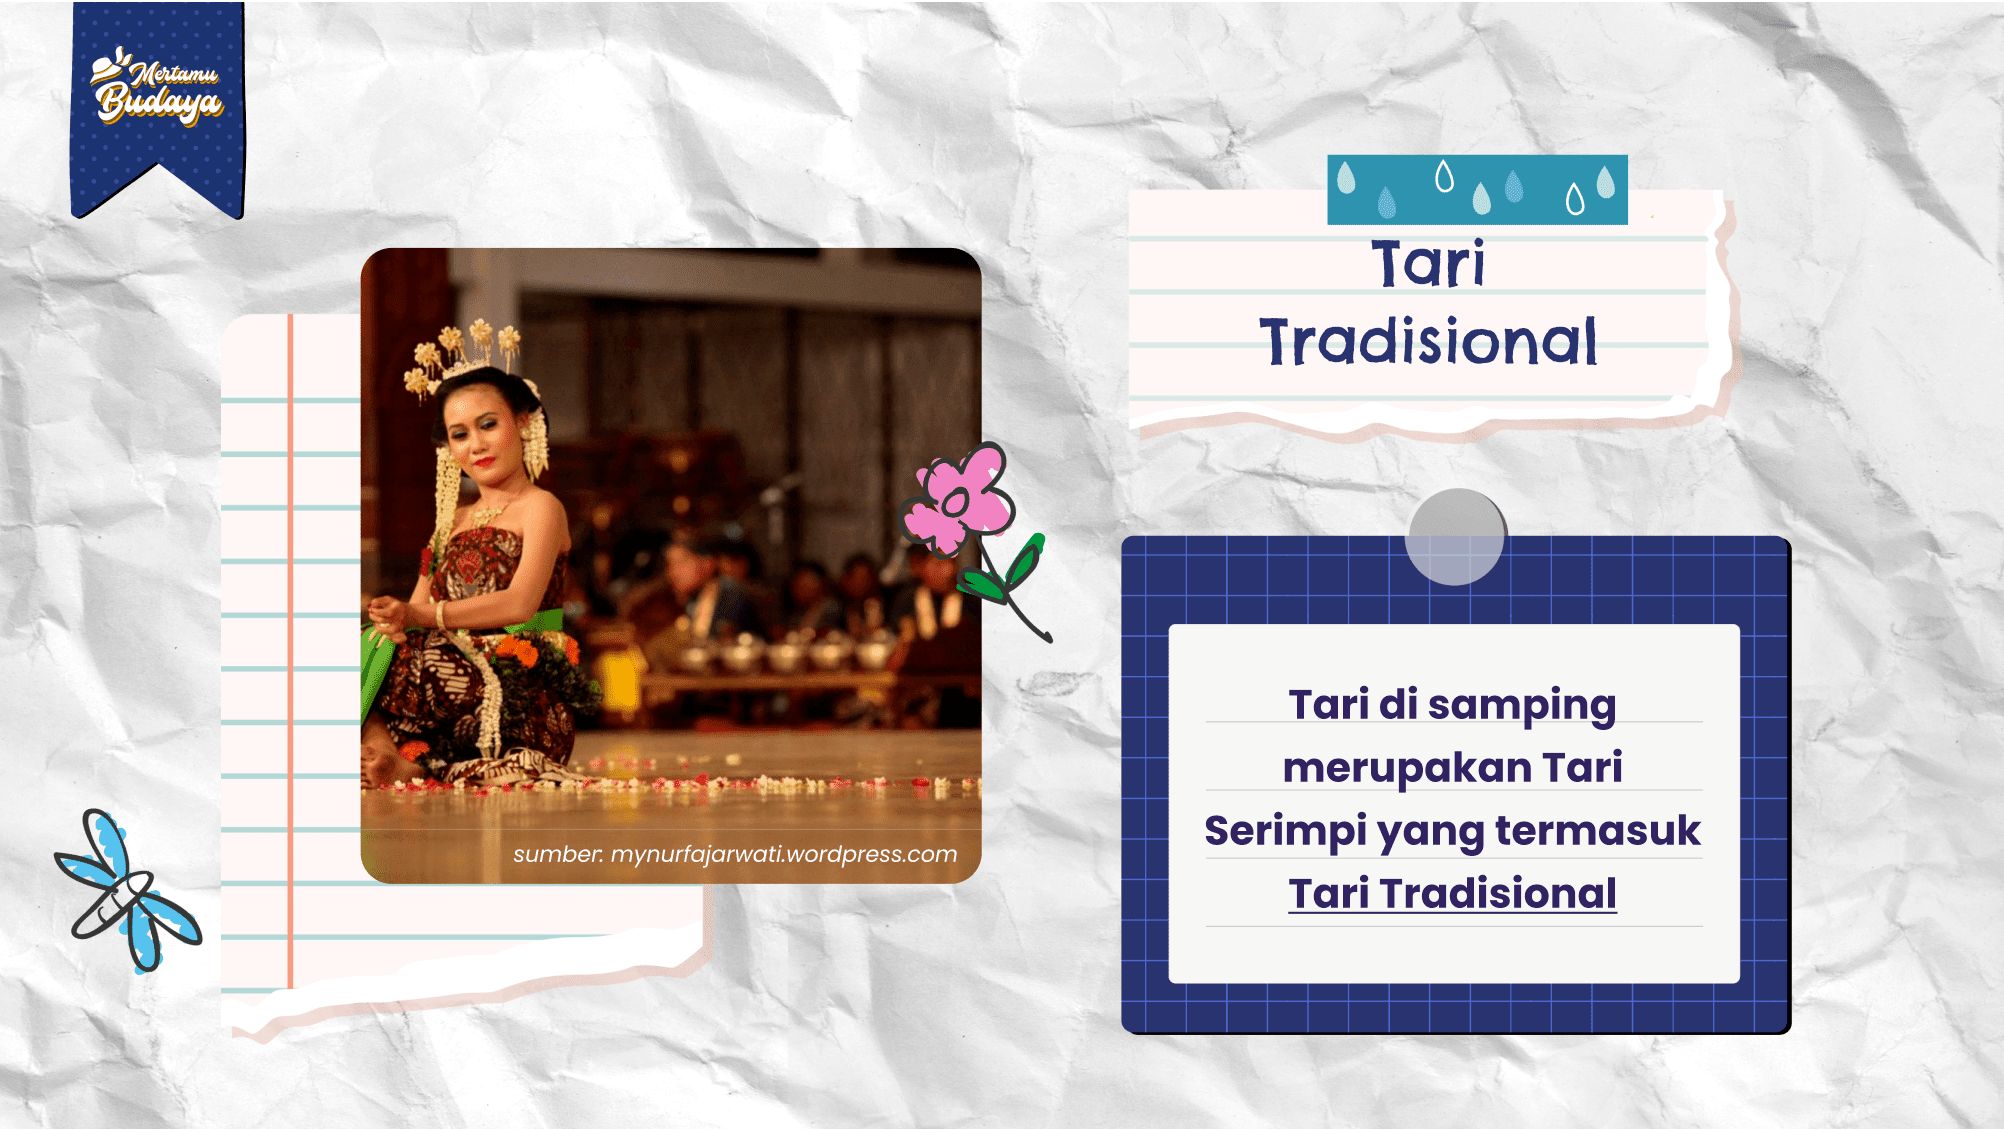 Mertamu
Budaya
Tari
Tradisional
sumber: mynurfajarwati.wordpress.com
Tari di samping
merupakan Tari
Serimpi yang termasuk
Tari Tradisional